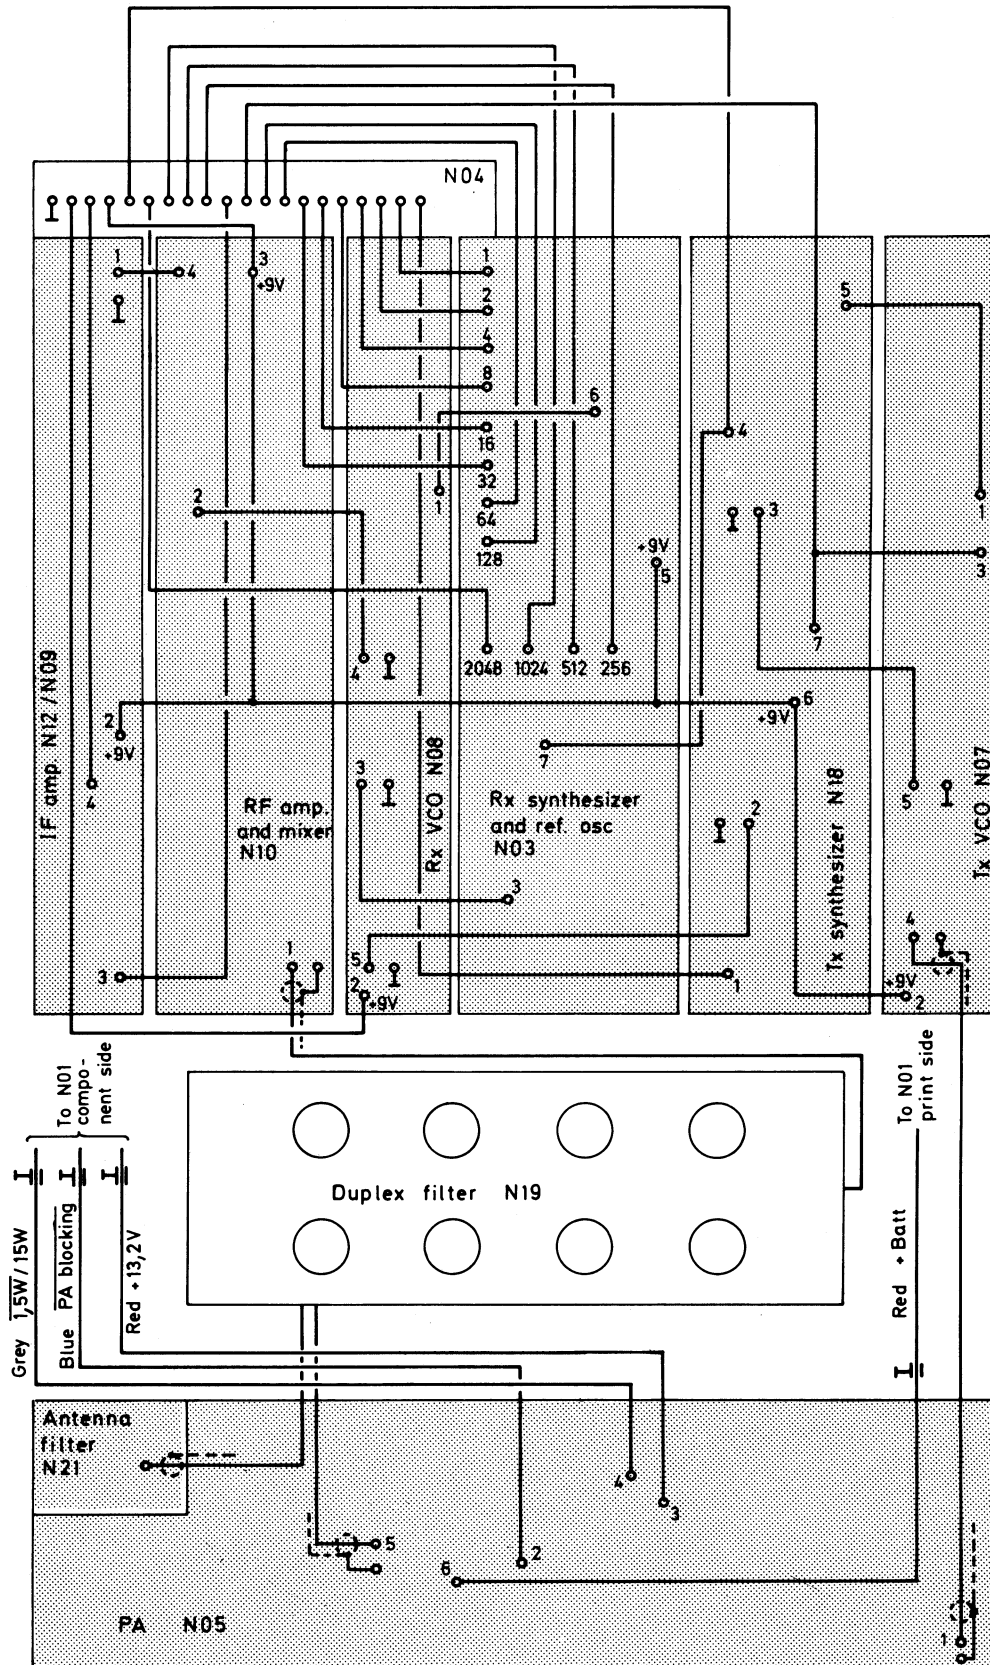 N04
1
4
3
+9V
1
2
4
8
16
32
64
128
6
1
2
4
+9V
5
2048 1024 512 256
5
4
3
7
6
+9V
1
3
2
+9V
4
3
IF amp N12/N09
RF amp.
and mixer
N10
1
3
5
2
+9V
Rx VCO N08
7
Rx synthesizer
and ref. osc
N03
3
2
1
Tx synthesizer N18
5
4
+9V
2
Tx VCO N07
To N01
compo-
nent side
To N01
print side
Grey 1,5W/15W
Blue PA blocking
Red +13,2V
Duplex filter N19
Red +Batt
Antenna
filter
N21
4
3
5
2
6
1
PA N05